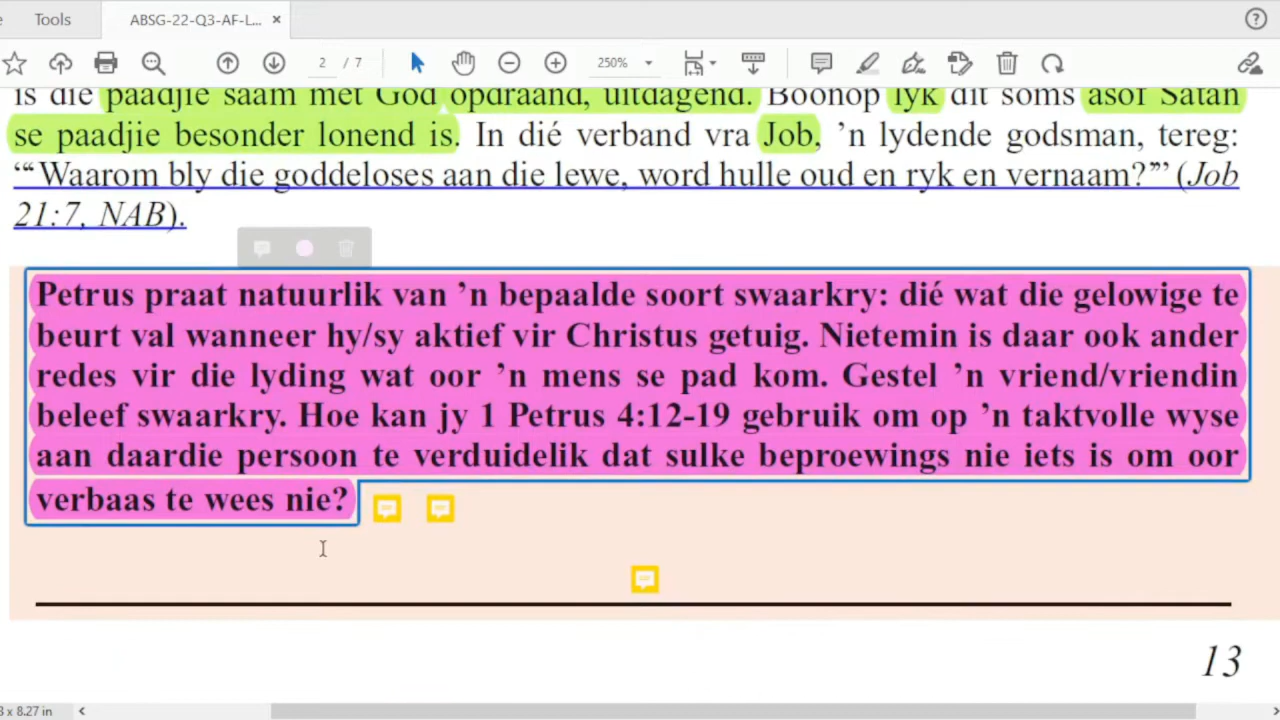 Tools
ABSG-22-Q3-AF-L... ×
2 / 7
250%
is die paadjie saam met God opdraand, uitdagend. Boonop lyk dit soms asof Satan
se paadjie besonder lonend is. In dié verband vra Job, ’n lydende godsman, tereg:
“‘Waarom bly die goddeloses aan die lewe, word hulle oud en ryk en vernaam?’” (Job
21:7, NAB).
Petrus praat natuurlik van ’n bepaalde soort swaarkry: dié wat die gelowige te
beurt val wanneer hy/sy aktief vir Christus getuig. Nietemin is daar ook ander
redes vir die lyding wat oor ’n mens se pad kom. Gestel ’n vriend/vriendin
beleef swaarkry. Hoe kan jy 1 Petrus 4:12-19 gebruik om op ’n taktvolle wyse
aan daardie persoon te verduidelik dat sulke beproewings nie iets is om oor
verbaas te wees nie?
13
x 8.27 in